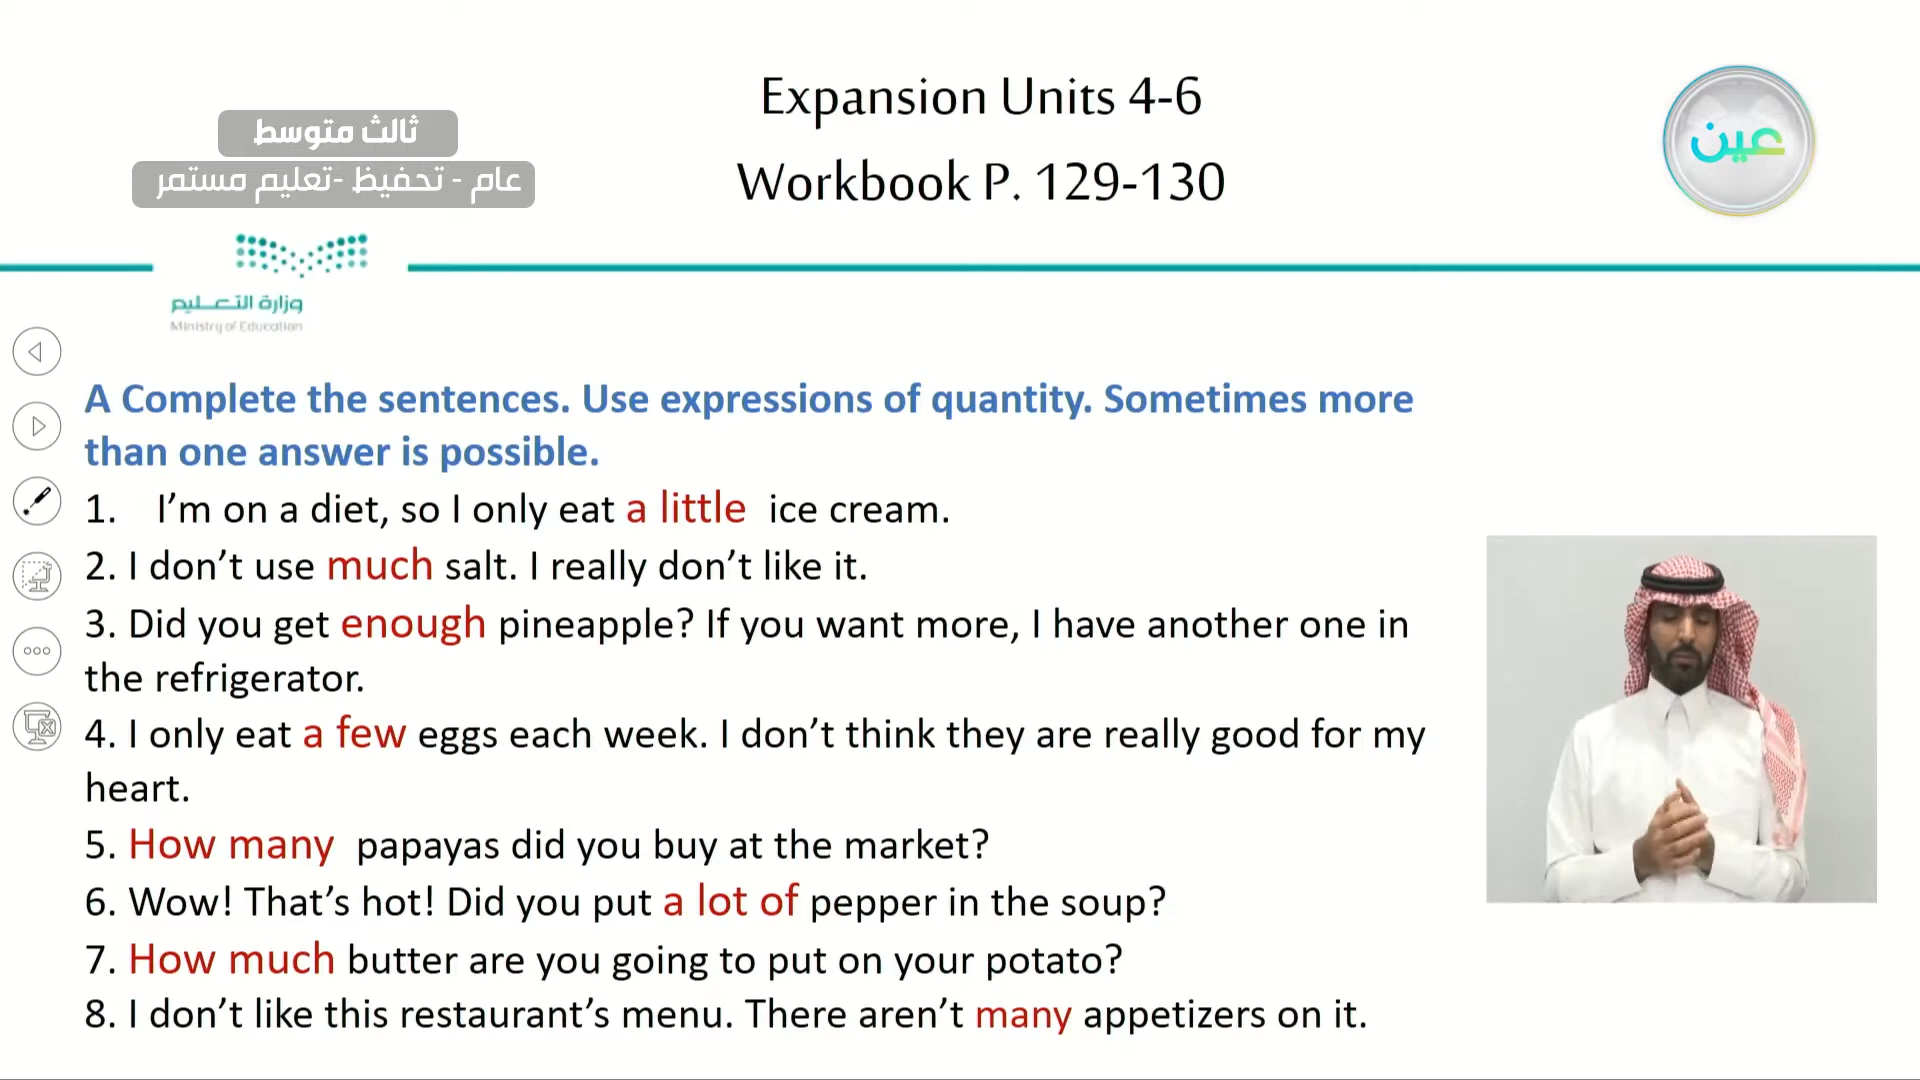 Expansion Units 4-6
Workbook P. 129-130
ثالث متوسط
عام - تحفيظ -تعليم مستمر
عين
وزارة التعليم
Ministry of Education
A Complete the sentences. Use expressions of quantity. Sometimes more
than one answer is possible.
1. I’m on a diet, so I only eat a little ice cream.
2. I don’t use much salt. I really don’t like it.
3. Did you get enough pineapple? If you want more, I have another one in
the refrigerator.
4. I only eat a few eggs each week. I don’t think they are really good for my
heart.
5. How many papayas did you buy at the market?
6. Wow! That’s hot! Did you put a lot of pepper in the soup?
7. How much butter are you going to put on your potato?
8. I don’t like this restaurant’s menu. There aren’t many appetizers on it.